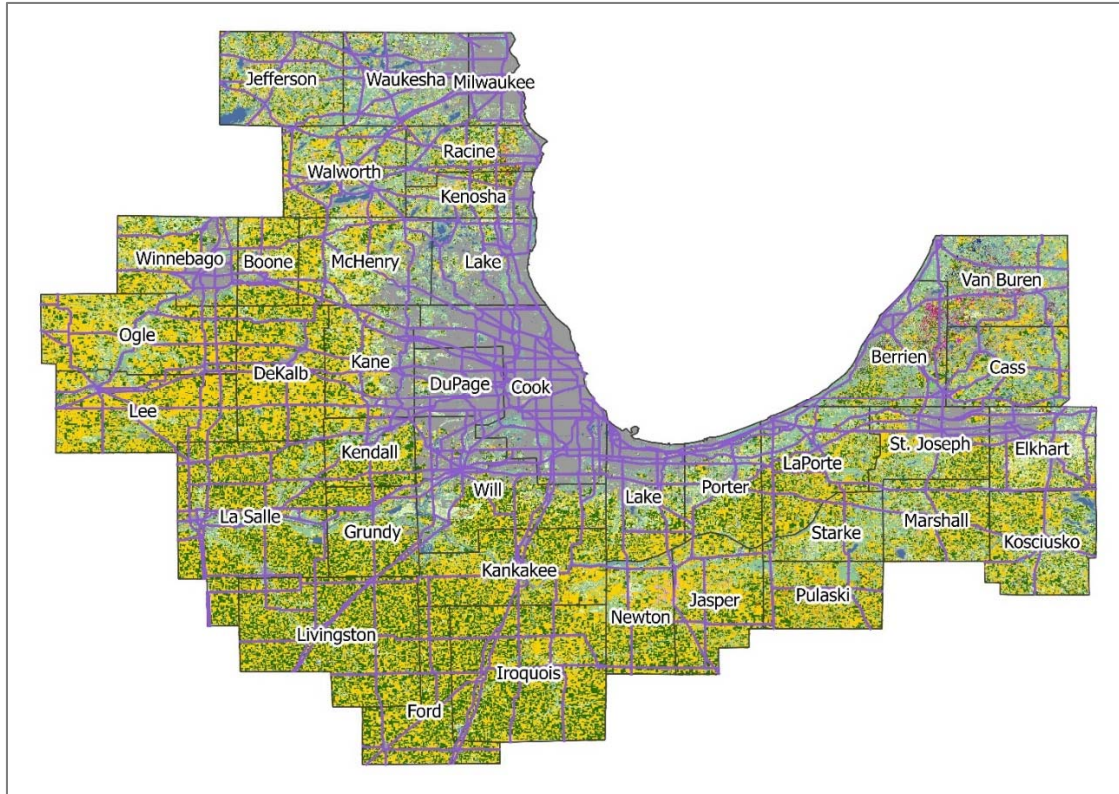 Jefferson
Waukesha
Milwaukee
Racine
Walworth
Kenosha
Winnebago
Boone
McHenry
Lake
Van Buren
Ogle
Kane
DuPage
Cook
Berrien
Cass
DeKalb
Lee
Kendall
St. Joseph
Elkhart
LaPorte
Will
Lake
Porter
La Salle
Grundy
Starke
Marshall
Kosciusko
Kankakee
Jasper
Pulaski
Newton
Livingston
Iroquois
Ford